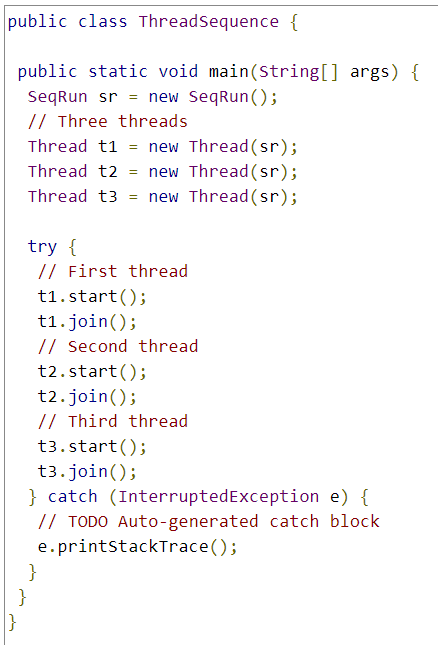 public class ThreadSequence {
public static void main(String[] args) {
SeqRun sr = new SeqRun();
// Three threads
Thread t1 = new Thread(sr);
Thread t2 = new Thread(sr);
Thread t3 = new Thread(sr);
try {
// First thread
t1.start();
t1.join();
// Second thread
t2.start();
t2.join();
// Third thread
t3.start();
t3.join();
} catch (InterruptedException e) {
// TODO Auto-generated catch block
e.printStackTrace();
}
}
}